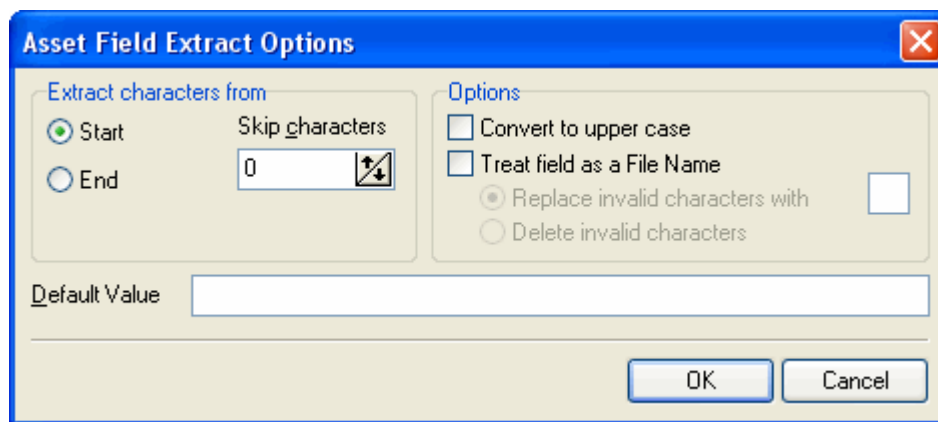 Asset Field Extract Options
Extract characters from
Start
Skip characters
0
End
Options
Convert to upper case
Treat field as a File Name
Replace invalid characters with
Delete invalid characters
Default Value
OK
Cancel